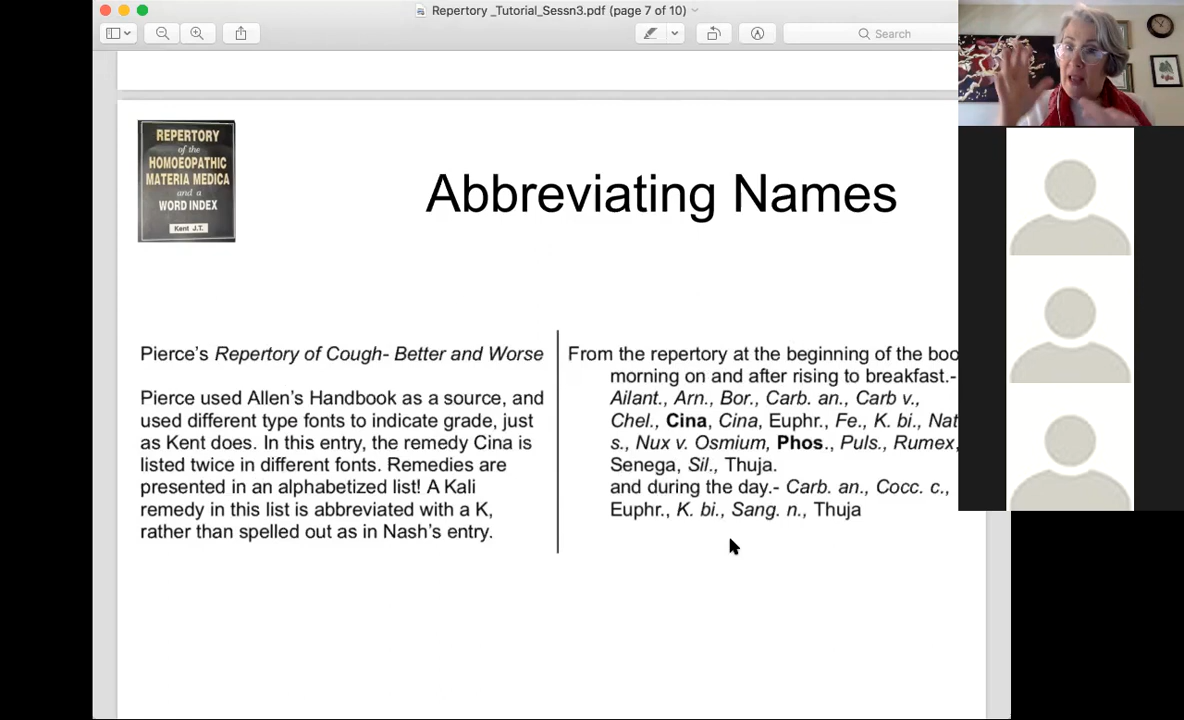 Repertory _Tutorial_Sessn3.pdf (page 7 of 10)
Search
REPERTORY
of the
HOMOEOPATHIC
MATERIA MEDICA
and a
WORD INDEX
Kent J.T.
Abbreviating Names
Pierce's Repertory of Cough- Better and Worse
Pierce used Allen's Handbook as a source, and
used different type fonts to indicate grade, just
as Kent does. In this entry, the remedy Cina is
listed twice in different fonts. Remedies are
presented in an alphabetized list! A Kali
remedy in this list is abbreviated with a K,
rather than spelled out as in Nash's entry.
From the repertory at the beginning of the boo
morning on and after rising to breakfast.-
Ailant., Arn., Bor., Carb. an., Carb v.,
Chel., Cina, Cina, Euphr., Fe., K. bi., Nat
s., Nux v. Osmium, Phos., Puls., Rumex,
Senega, Sil., Thuja.
and during the day.- Carb. an., Cocc. c.,
Euphr., K. bi., Sang. n., Thuja